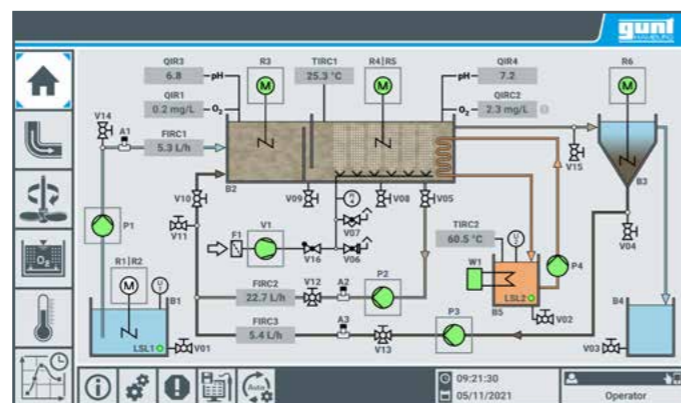 gunt
HAMBURG
QIR3
6.8
pH
R3
M
TIRC1
25.3 °C
R4|R5
M
QIR4
7.2
pH
R6
M
QIR1
0.2 mg/L
O₂
QIRC2
2.3 mg/L
O₂
V14
A1
FIRC1
5.3 L/h
B2
V10
V09
V08
V05
V15
B3
V11
F1
V1
V07
V16
V06
TIRC2
60.5 °C
V04
P1
R1|R2
M
B1
FIRC2
22.7 L/h
V12
A2
P2
W1
P4
LSL2
B5
V02
B4
FIRC3
5.4 L/h
A3
V13
P3
LSL1
V01
V03
O₂
Auto
09:21:30
05/11/2021
Operator